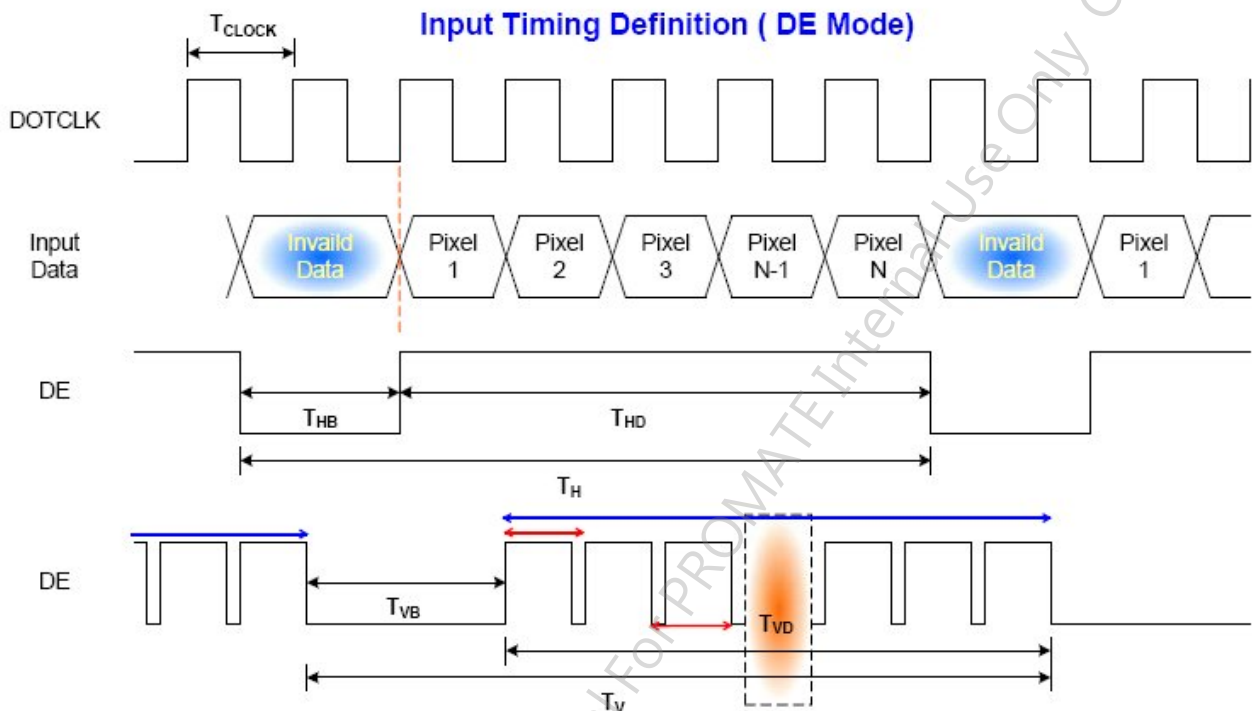 Input Timing Definition ( DE Mode)
TCLOCK
DOTCLK
Input
Data
Invaild
Data
Pixel
1
Pixel
2
Pixel
3
Pixel
N-1
Pixel
N
Invaild
Data
Pixel
1
DE
THB
THD
TH
DE
TVB
TVD
TV
For PROMATE Internal Use Only